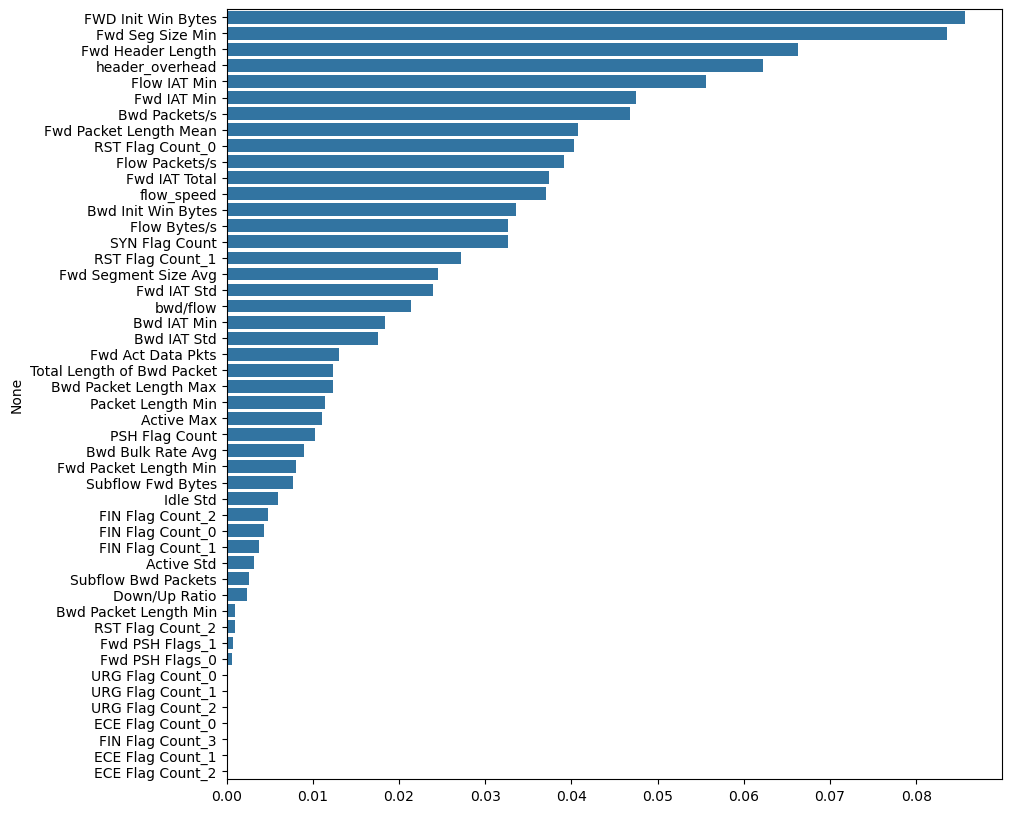 FWD Init Win Bytes
Fwd Seg Size Min
Fwd Header Length
header_overhead
Flow IAT Min
Fwd IAT Min
Bwd Packets/s
Fwd Packet Length Mean
RST Flag Count_0
Flow Packets/s
Fwd IAT Total
flow_speed
Bwd Init Win Bytes
Flow Bytes/s
SYN Flag Count
RST Flag Count_1
Fwd Segment Size Avg
Fwd IAT Std
bwd/flow
Bwd IAT Min
Bwd IAT Std
Fwd Act Data Pkts
Total Length of Bwd Packet
Bwd Packet Length Max
Packet Length Min
Active Max
PSH Flag Count
Bwd Bulk Rate Avg
Fwd Packet Length Min
Subflow Fwd Bytes
Idle Std
FIN Flag Count_2
FIN Flag Count_0
FIN Flag Count_1
Active Std
Subflow Bwd Packets
Down/Up Ratio
Bwd Packet Length Min
RST Flag Count_2
Fwd PSH Flags_1
Fwd PSH Flags_0
URG Flag Count_0
URG Flag Count_1
URG Flag Count_2
ECE Flag Count_0
FIN Flag Count_3
ECE Flag Count_1
ECE Flag Count_2
None
0.00 0.01 0.02 0.03 0.04 0.05 0.06 0.07 0.08